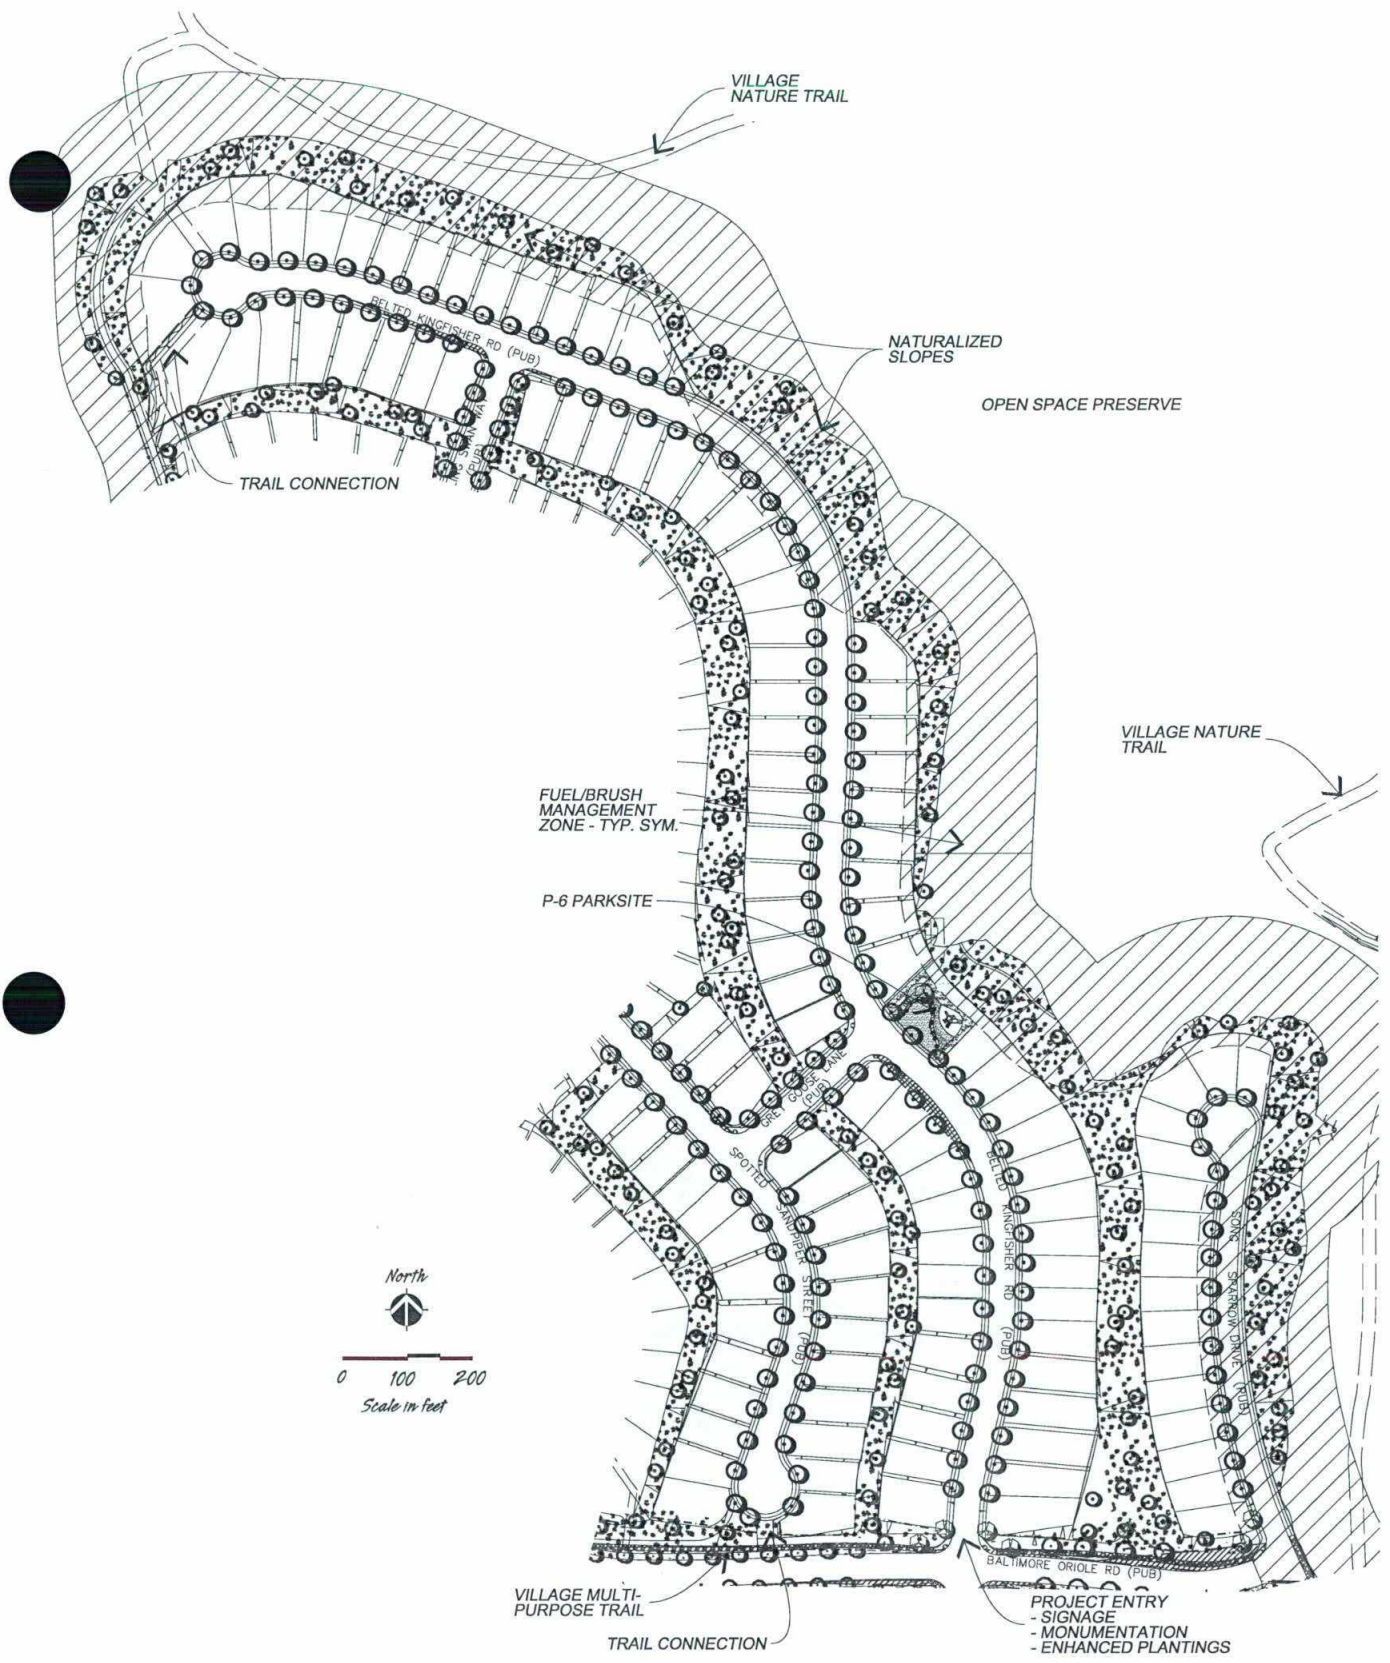 VILLAGE
NATURE TRAIL
BELTED KINGFISHER RD (PUB)
NATURALIZED
SLOPES
OPEN SPACE PRESERVE
(PUB)
TRAIL CONNECTION
VILLAGE NATURE
TRAIL
FUEL/BRUSH
MANAGEMENT
ZONE - TYP. SYM.
P-6 PARKSITE
GREY GOOSE LANE
(PUB)
SPOTTED SANDPIPER STREE (PUB)
BELTED KINGFISHER RD (PUB)
SONG SPARROW DRIVE (PUB)
North
0 100 200
Scale in feet
BALTIMORE ORIOLE RD (PUB)
VILLAGE MULTI-
PURPOSE TRAIL
TRAIL CONNECTION
PROJECT ENTRY
- SIGNAGE
- MONUMENTATION
- ENHANCED PLANTINGS